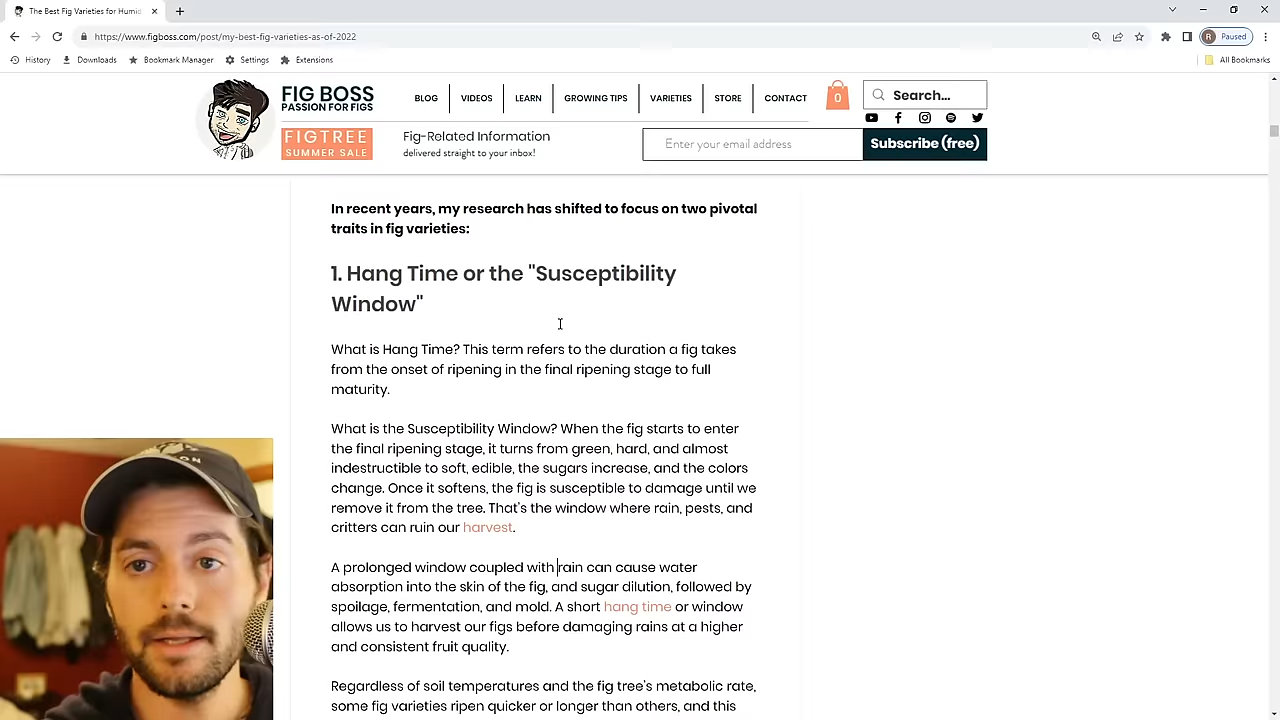 The Best Fig Varieties for Humid
https://www.figboss.com/post/my-best-fig-varieties-as-of-2022
R Paused
History Downloads Bookmark Manager Settings Extensions All Bookmarks
FIG BOSS
PASSION FOR FIGS
BLOG VIDEOS LEARN GROWING TIPS VARIETIES STORE CONTACT 0 Search...
FIG TREE
SUMMER SALE
Fig-Related Information
delivered straight to your inbox!
Enter your email address Subscribe (free)
In recent years, my research has shifted to focus on two pivotal
traits in fig varieties:
1. Hang Time or the "Susceptibility
Window"
What is Hang Time? This term refers to the duration a fig takes
from the onset of ripening in the final ripening stage to full
maturity.
What is the Susceptibility Window? When the fig starts to enter
the final ripening stage, it turns from green, hard, and almost
indestructible to soft, edible, the sugars increase, and the colors
change. Once it softens, the fig is susceptible to damage until we
remove it from the tree. That's the window where rain, pests, and
critters can ruin our harvest.
A prolonged window coupled with rain can cause water
absorption into the skin of the fig, and sugar dilution, followed by
spoilage, fermentation, and mold. A short hang time or window
allows us to harvest our figs before damaging rains at a higher
and consistent fruit quality.
Regardless of soil temperatures and the fig tree's metabolic rate,
some fig varieties ripen quicker or longer than others, and this